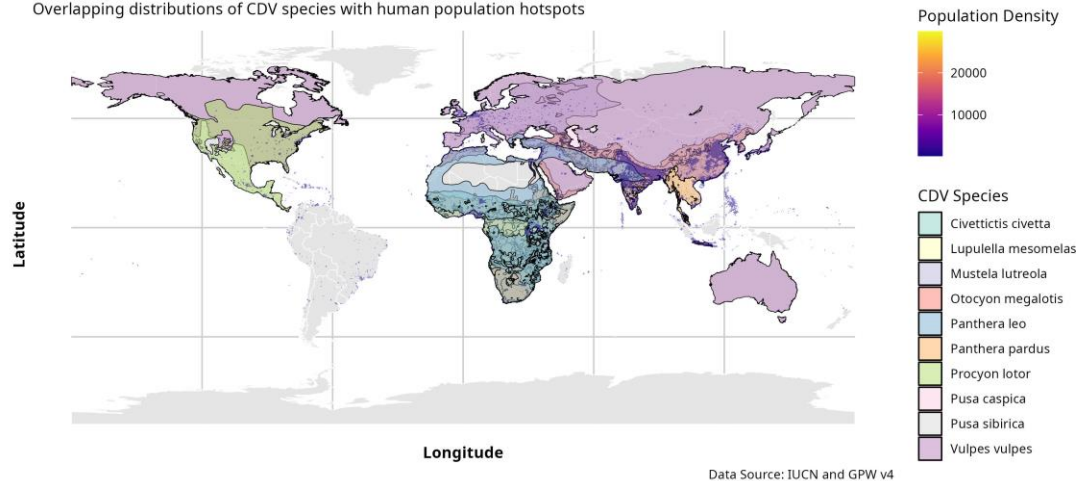 Overlapping distributions of CDV species with human population hotspots
Population Density
20000
10000
Latitude
CDV Species
Civettictis civetta
Lupulella mesomelas
Mustela lutreola
Otocyon megalotis
Panthera leo
Panthera pardus
Procyon lotor
Pusa caspica
Pusa sibirica
Vulpes vulpes
Longitude
Data Source: IUCN and GPW v4